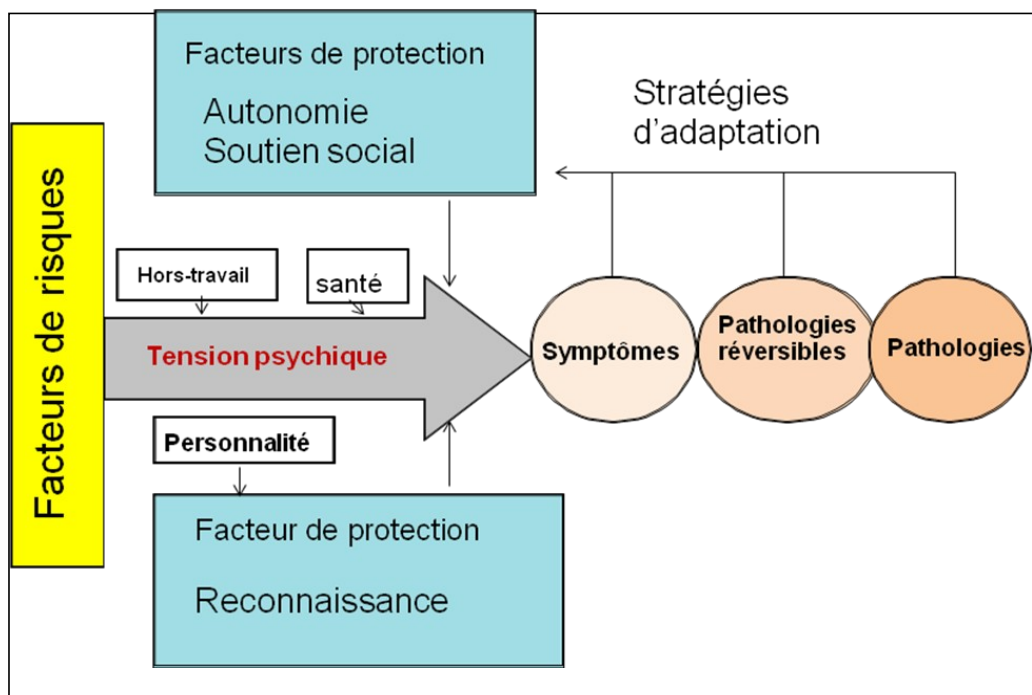 Facteurs de risques
Facteurs de protection
Autonomie
Soutien social
Stratégies
d’adaptation
Hors-travail
santé
Tension psychique
Symptômes
Pathologies
réversibles
Pathologies
Personnalité
Facteur de protection
Reconnaissance